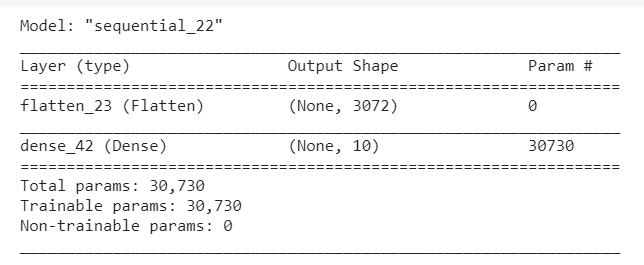 Model: "sequential_22"
_________________________________________________________________
Layer (type)                 Output Shape              Param #
=================================================================
flatten_23 (Flatten)         (None, 3072)              0
_________________________________________________________________
dense_42 (Dense)             (None, 10)                30730
=================================================================
Total params: 30,730
Trainable params: 30,730
Non-trainable params: 0
_________________________________________________________________